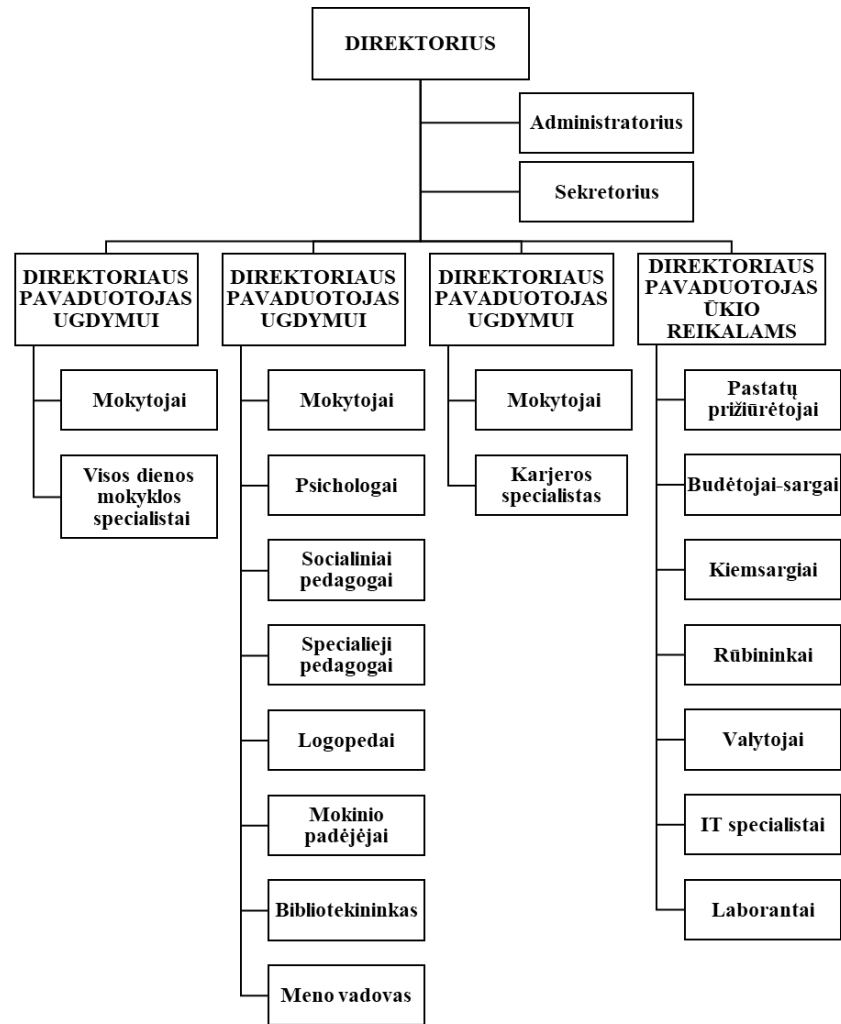 DIREKTORIUS
Administratorius
Sekretorius
DIREKTORIAUS
PAVADUOTOJAS
UGDYMUI
Mokytojai
Visos dienos
mokyklos
specialistai
DIREKTORIAUS
PAVADUOTOJAS
UGDYMUI
Mokytojai
Psichologai
Socialiniai
pedagogai
Specialieji
pedagogai
Logopedai
Mokinio
padėjėjai
Bibliotekininkas
Meno vadovas
DIREKTORIAUS
PAVADUOTOJAS
UGDYMUI
Mokytojai
Karjeros
specialistas
DIREKTORIAUS
PAVADUOTOJAS
ŪKIO
REIKALAMS
Pastatų
prižiūrėtojai
Budėtojai-sargai
Kiemsargiai
Rūbininkai
Valytojai
IT specialistai
Laborantai